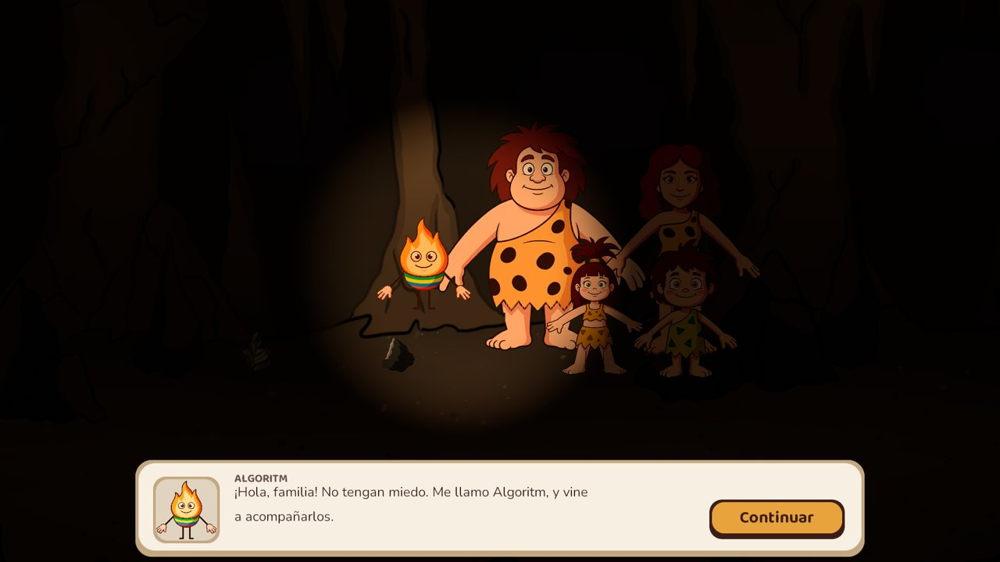 ALGORITM
¡Hola, familia! No tengan miedo. Me llamo Algoritm, y vine
a acompañarlos.
Continuar